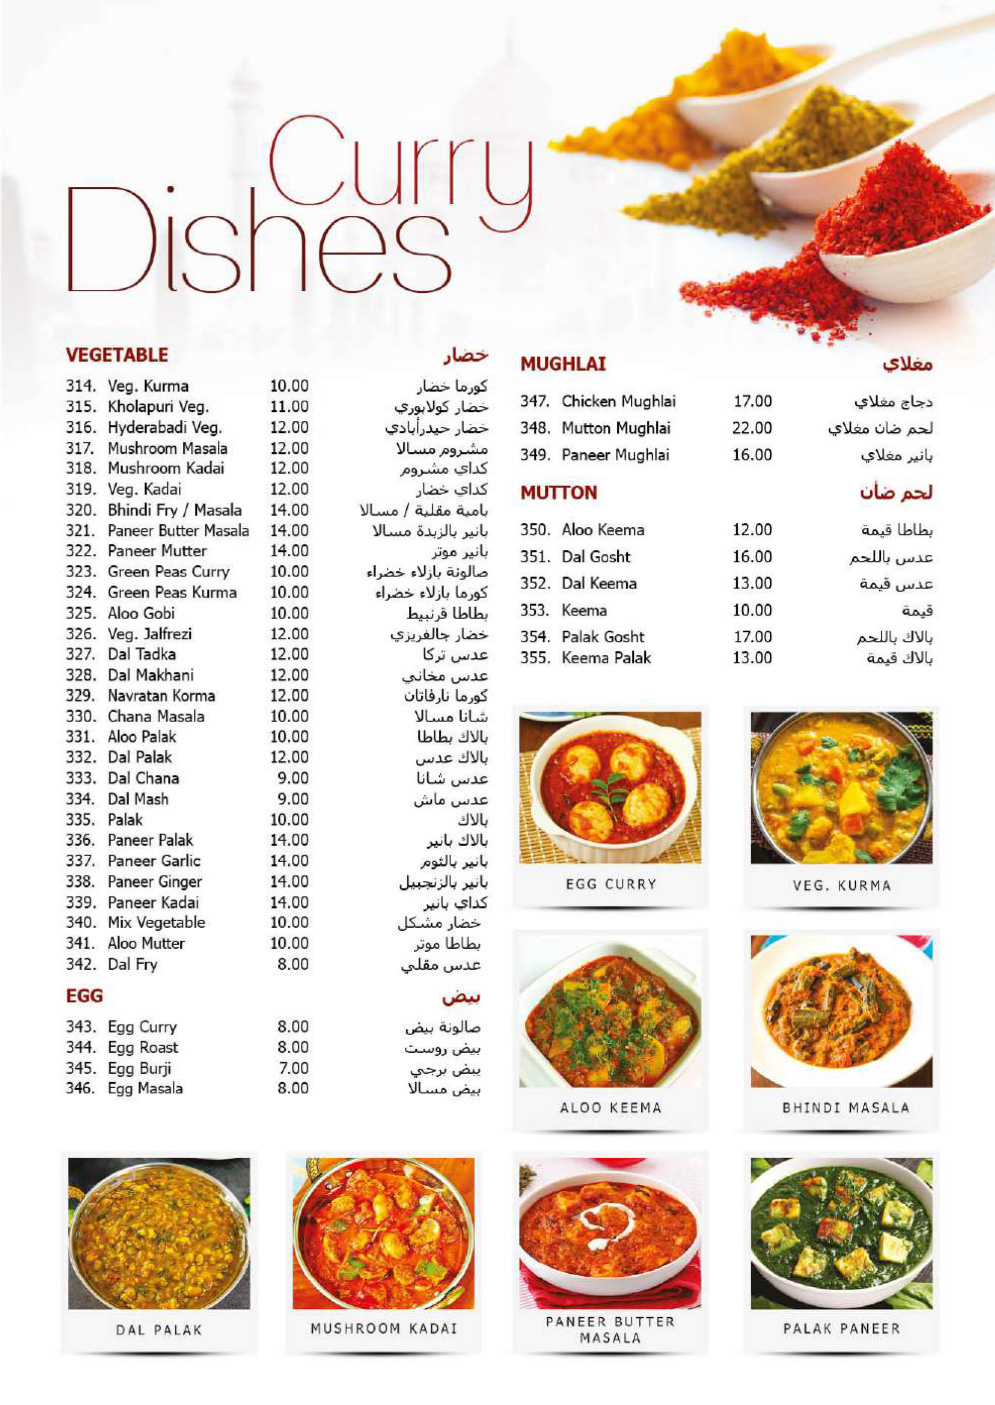 Curry
Dishes
VEGETABLE خضار
314. Veg. Kurma 10.00 كورما خضار
315. Kholapuri Veg. 11.00 خضار كولابوري
316. Hyderabadi Veg. 12.00 خضار حيدرأبادي
317. Mushroom Masala 12.00 مشروم مسالا
318. Mushroom Kadai 12.00 كداي مشروم
319. Veg. Kadai 12.00 كداي خضار
320. Bhindi Fry / Masala 14.00 بامية مقلية / مسالا
321. Paneer Butter Masala 14.00 بانير بالزبدة مسالا
322. Paneer Mutter 14.00 بانير موتر
323. Green Peas Curry 10.00 صالونة بازلاء خضراء
324. Green Peas Kurma 10.00 كورما بازلاء خضراء
325. Aloo Gobi 10.00 بطاطا قرنبيط
326. Veg. Jalfrezi 12.00 خضار جالفريزي
327. Dal Tadka 12.00 عدس تركا
328. Dal Makhani 12.00 عدس مخاني
329. Navratan Korma 12.00 كورما نارفاتان
330. Chana Masala 10.00 شانا مسالا
331. Aloo Palak 10.00 بالاك بطاطا
332. Dal Palak 12.00 بالاك عدس
333. Dal Chana 9.00 عدس شانا
334. Dal Mash 9.00 عدس ماش
335. Palak 10.00 بالاك
336. Paneer Palak 14.00 بالاك بانير
337. Paneer Garlic 14.00 بانير بالثوم
338. Paneer Ginger 14.00 بانير بالزنجبيل
339. Paneer Kadai 14.00 كداي بانير
340. Mix Vegetable 10.00 خضار مشكل
341. Aloo Mutter 10.00 بطاطا موتر
342. Dal Fry 8.00 عدس مقلي
EGG بيض
343. Egg Curry 8.00 صالونة بيض
344. Egg Roast 8.00 بيض روست
345. Egg Burji 7.00 بيض برجي
346. Egg Masala 8.00 بيض مسالا
MUGHLAI مغلاي
347. Chicken Mughlai 17.00 دجاج مغلاي
348. Mutton Mughlai 22.00 لحم ضان مغلاي
349. Paneer Mughlai 16.00 بانير مغلاي
MUTTON لحم ضأن
350. Aloo Keema 12.00 بطاطا قيمة
351. Dal Gosht 16.00 عدس باللحم
352. Dal Keema 13.00 عدس قيمة
353. Keema 10.00 قيمة
354. Palak Gosht 17.00 بالاك باللحم
355. Keema Palak 13.00 بالاك قيمة
EGG CURRY
VEG. KURMA
ALOO KEEMA
BHINDI MASALA
DAL PALAK
MUSHROOM KADAI
PANEER BUTTER
MASALA
PALAK PANEER